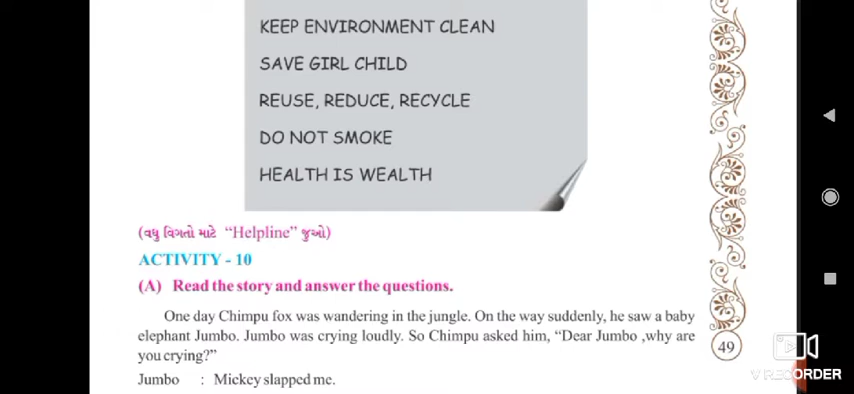 KEEP ENVIRONMENT CLEAN
SAVE GIRL CHILD
REUSE, REDUCE, RECYCLE
DO NOT SMOKE
HEALTH IS WEALTH
(વધુ વિગતો માટે “Helpline” જુઓ)
ACTIVITY - 10
(A) Read the story and answer the questions.
One day Chimpu fox was wandering in the jungle. On the way suddenly, he saw a baby
elephant Jumbo. Jumbo was crying loudly. So Chimpu asked him, “Dear Jumbo ,why are
you crying?”
Jumbo : Mickey slapped me.
49
V RECORDER